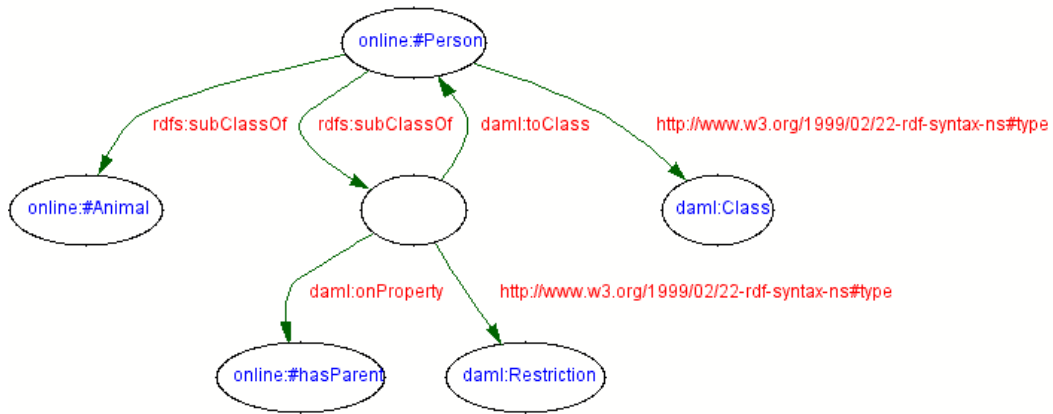 online:#Person
rdfs:subClassOf
rdfs:subClassOf
daml:toClass
http://www.w3.org/1999/02/22-rdf-syntax-ns#type
online:#Animal
daml:Class
daml:onProperty
http://www.w3.org/1999/02/22-rdf-syntax-ns#type
online:#hasParent
daml:Restriction